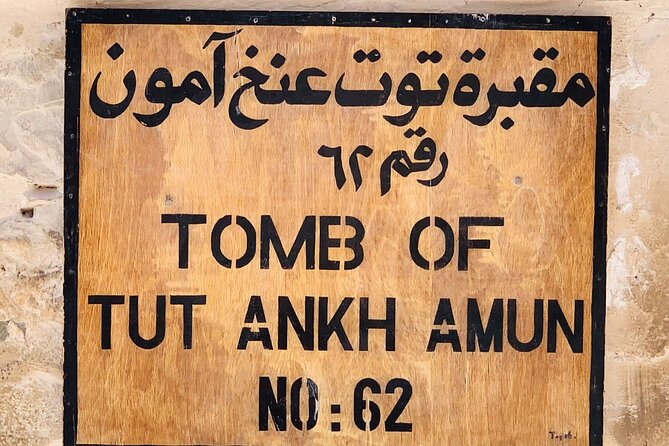 مقبرة توت عنخ آمون
رقم ٦٢
TOMB OF
TUT ANKH AMUN
NO:62